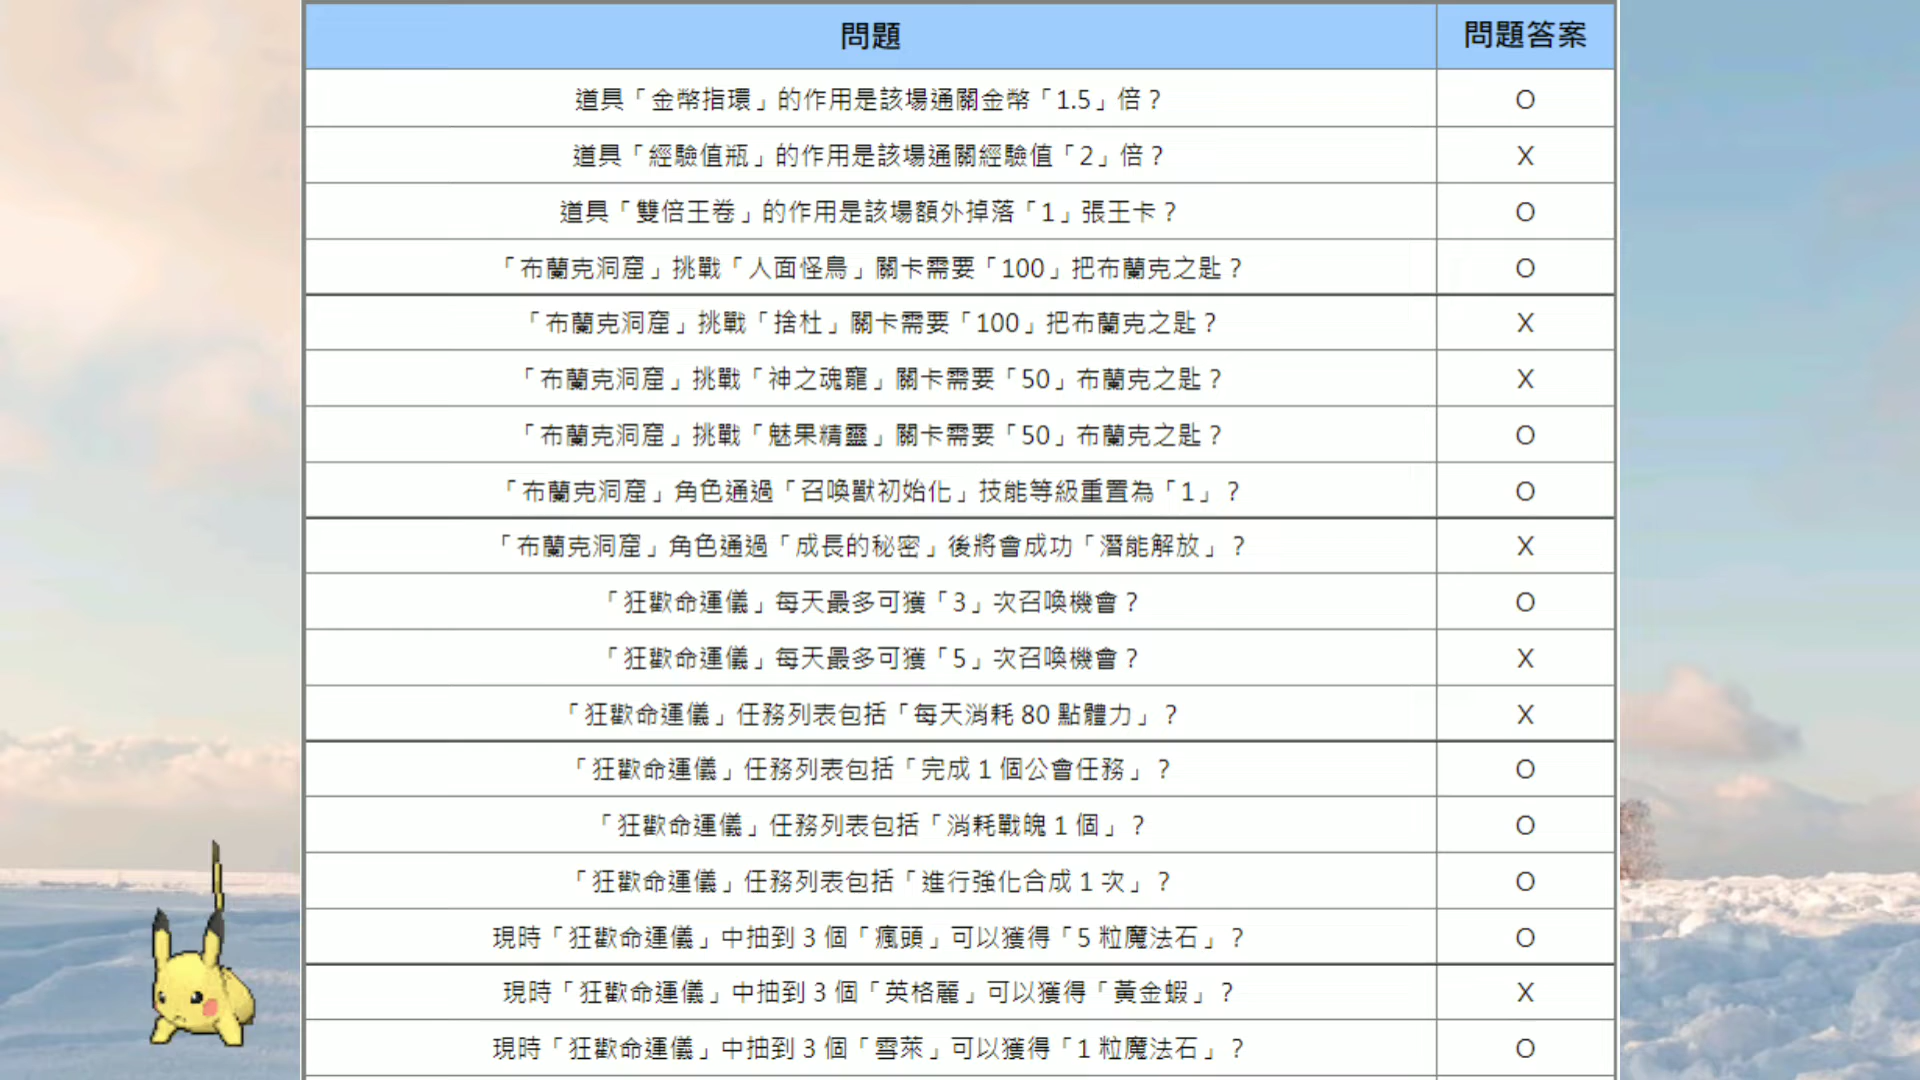 問題 問題答案
道具「金幣指環」的作用是該場通關金幣「1.5」倍？ O
道具「經驗值瓶」的作用是該場通關經驗值「2」倍？ X
道具「雙倍王卷」的作用是該場額外掉落「1」張王卡？ O
「布蘭克洞窟」挑戰「人面怪鳥」關卡需要「100」把布蘭克之匙？ O
「布蘭克洞窟」挑戰「捨杜」關卡需要「100」把布蘭克之匙？ X
「布蘭克洞窟」挑戰「神之魂寵」關卡需要「50」布蘭克之匙？ X
「布蘭克洞窟」挑戰「魅果精靈」關卡需要「50」布蘭克之匙？ O
「布蘭克洞窟」角色通過「召喚獸初始化」技能等級重置為「1」？ O
「布蘭克洞窟」角色通過「成長的秘密」後將會成功「潛能解放」？ X
「狂歡命運儀」每天最多可獲「3」次召喚機會？ O
「狂歡命運儀」每天最多可獲「5」次召喚機會？ X
「狂歡命運儀」任務列表包括「每天消耗 80 點體力」？ X
「狂歡命運儀」任務列表包括「完成 1 個公會任務」？ O
「狂歡命運儀」任務列表包括「消耗戰魄 1 個」？ O
「狂歡命運儀」任務列表包括「進行強化合成 1 次」？ O
現時「狂歡命運儀」中抽到 3 個「瘋頭」可以獲得「5 粒魔法石」？ O
現時「狂歡命運儀」中抽到 3 個「英格麗」可以獲得「黃金蝦」？ X
現時「狂歡命運儀」中抽到 3 個「雪萊」可以獲得「1 粒魔法石」？ O